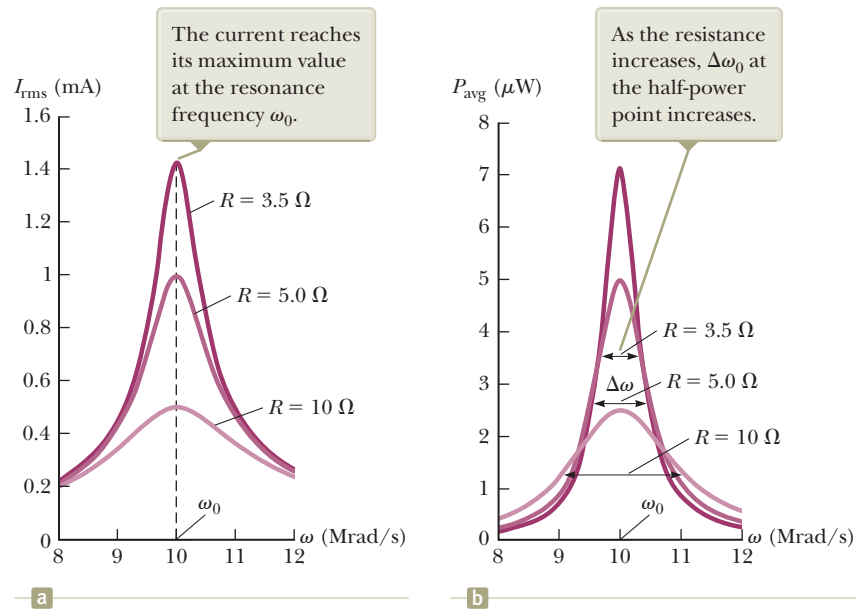 The current reaches
its maximum value
at the resonance
frequency ω₀.
I_rms (mA)
1.6
1.4
1.2
1
0.8
0.6
0.4
0.2
0
R = 3.5 Ω
R = 5.0 Ω
R = 10 Ω
ω₀
8
9
10
11
12
ω (Mrad/s)
a
As the resistance
increases, Δω₀ at
the half-power
point increases.
P_avg (μW)
8
7
6
5
4
3
2
1
0
R = 3.5 Ω
Δω
R = 5.0 Ω
R = 10 Ω
ω₀
8
9
10
11
12
ω (Mrad/s)
b